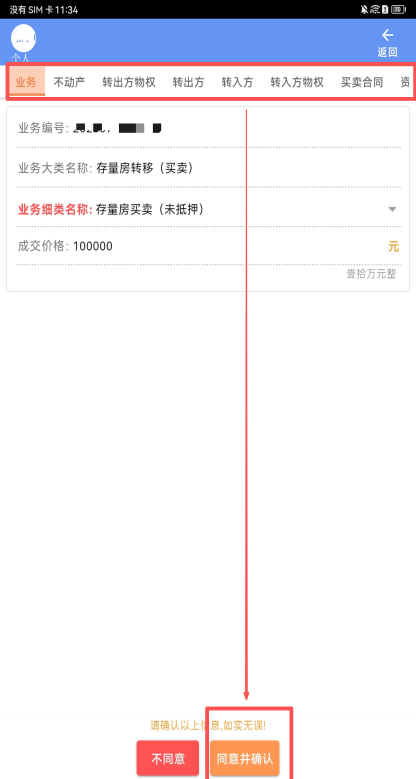 没有 SIM 卡 11:34
个人
返回
业务 不动产 转出方物权 转出方 转入方 转入方物权 买卖合同 资
业务编号:
业务大类名称: 存量房转移（买卖）
业务细类名称: 存量房买卖（未抵押）
成交价格: 100000 元
壹拾万元整
请确认以上信息,如实无误!
不同意 同意并确认